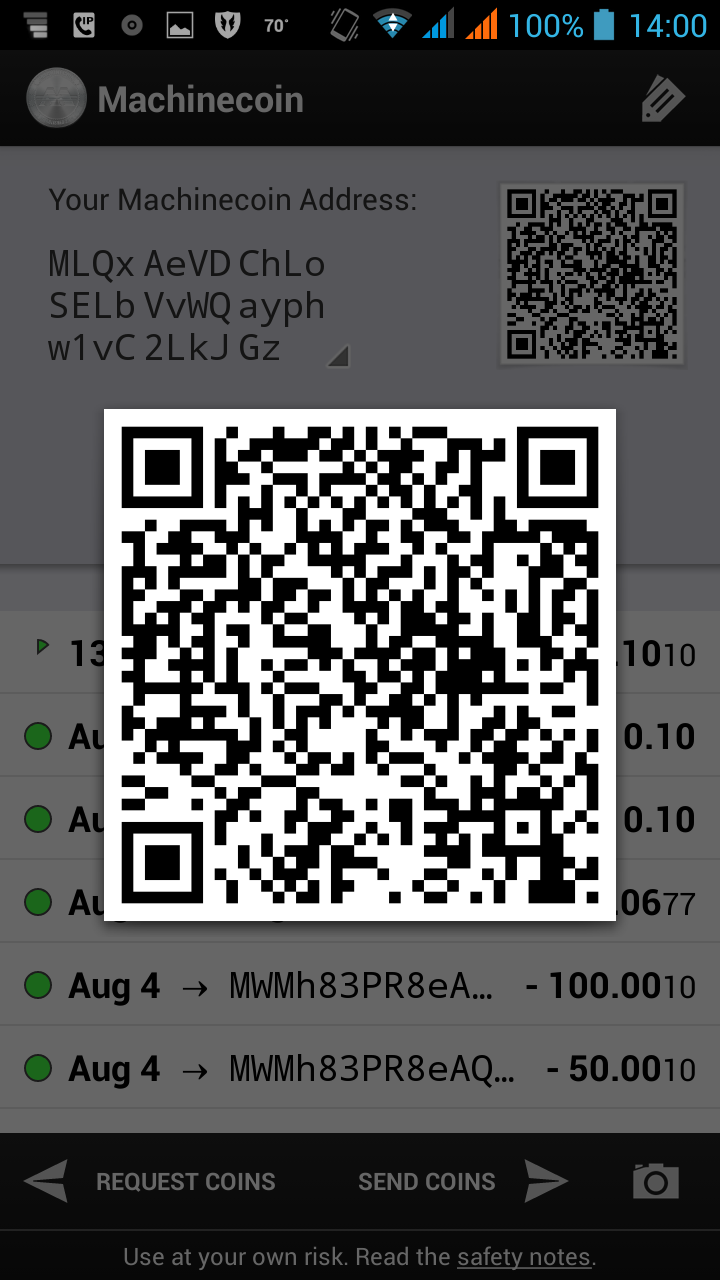 70°
100%
14:00
Machinecoin
Your Machinecoin Address:
MLQx AeVD ChLo
SELb VvWQ ayph
w1vC 2LkJ Gz
13
.1010
Au
0.10
Au
0.10
Au
.0677
Aug 4 → MWMh83PR8eA… - 100.0010
Aug 4 → MWMh83PR8eAQ… - 50.0010
REQUEST COINS
SEND COINS
Use at your own risk. Read the safety notes.